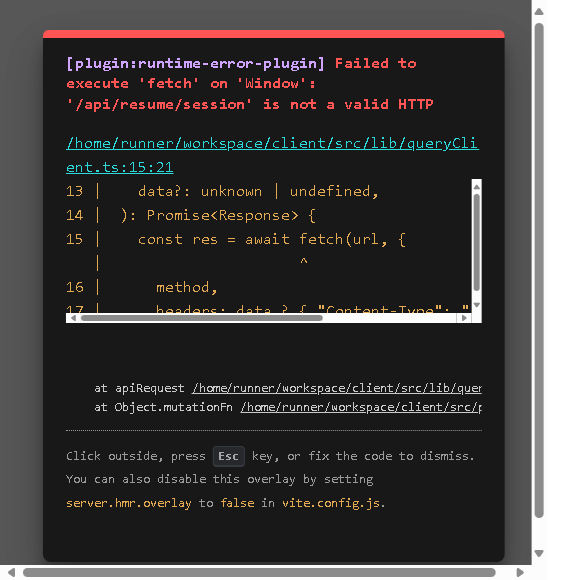 [plugin:runtime-error-plugin] Failed to
execute 'fetch' on 'Window':
'/api/resume/session' is not a valid HTTP
/home/runner/workspace/client/src/lib/queryCli
ent.ts:15:21
13 |     data?: unknown | undefined,
14 |   ): Promise<Response> {
15 |     const res = await fetch(url, {
   |                             ^
16 |       method,
17 |       headers: data ? { "Content-Type": "
at apiRequest /home/runner/workspace/client/src/lib/quer
at Object.mutationFn /home/runner/workspace/client/src/p
Click outside, press Esc key, or fix the code to dismiss.
You can also disable this overlay by setting
server.hmr.overlay to false in vite.config.js.